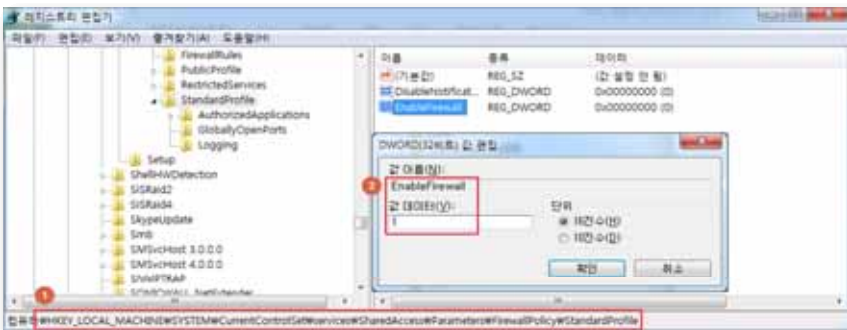 레지스트리 편집기
파일(F) 편집(E) 보기(V) 즐겨찾기(A) 도움말(H)
FirewallRules
PublicProfile
RestrictedServices
StandardProfile
AuthorizedApplications
GloballyOpenPorts
Logging
Setup
ShellHWDetection
SiSRaid2
SiSRaid4
SkypeUpdate
Smb
SMSvcHost 3.0.0.0
SMSvcHost 4.0.0.0
SNMPTRAP
SONICWALL_NetExtender
이름 종류 데이터
(기본값) REG_SZ (값 설정 안 됨)
DisableNotificat... REG_DWORD 0x00000000 (0)
EnableFirewall REG_DWORD 0x00000000 (0)
DWORD(32비트) 값 편집
값 이름(N):
2
EnableFirewall
값 데이터(V):
1
단위
16진수(H)
10진수(D)
확인 취소
1
컴퓨터₩HKEY_LOCAL_MACHINE₩SYSTEM₩CurrentControlSet₩services₩SharedAccess₩Parameters₩FirewallPolicy₩StandardProfile